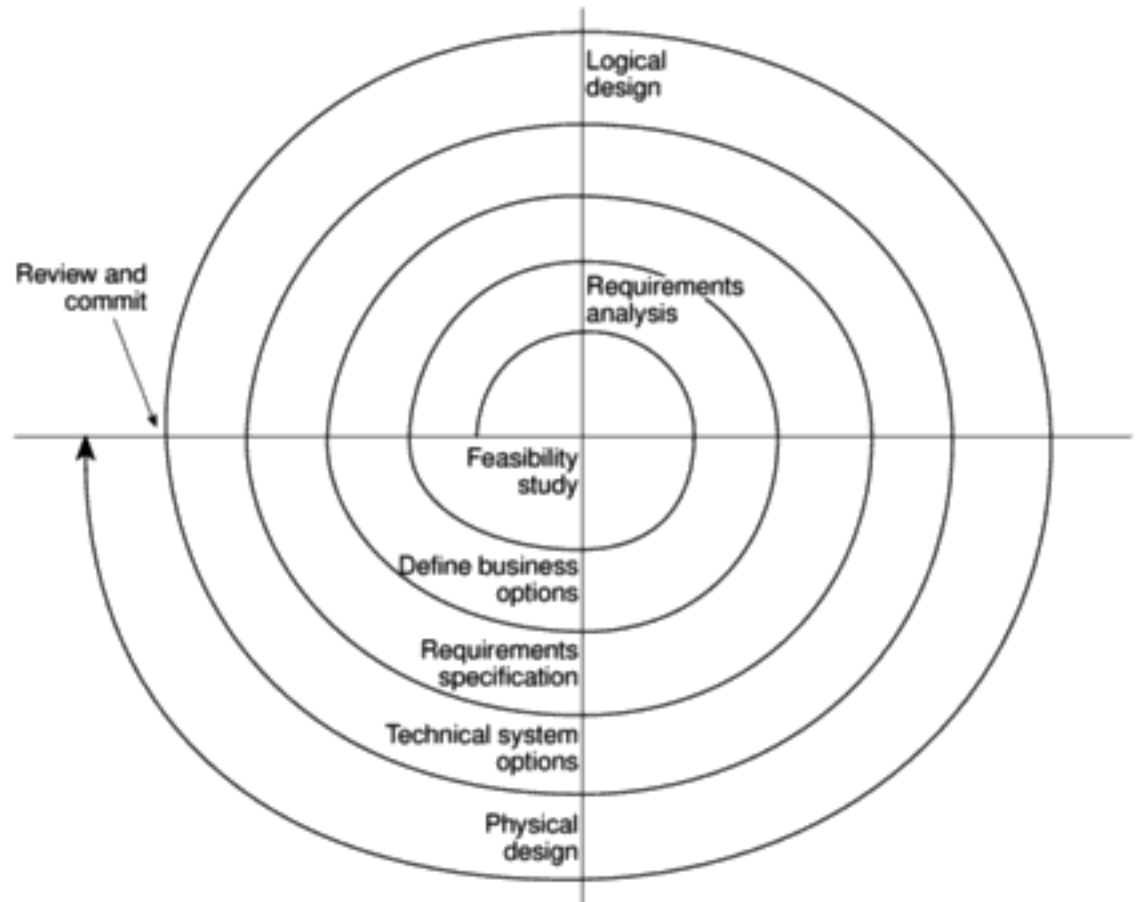 Logical
design
Review and
commit
Requirements
analysis
Feasibility
study
Define business
options
Requirements
specification
Technical system
options
Physical
design